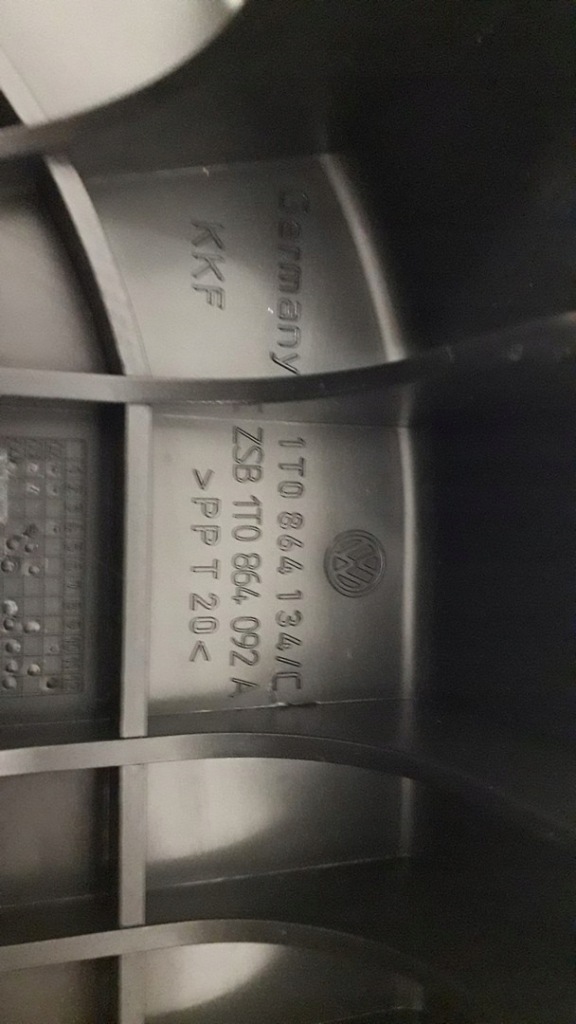 Germany
KKF
1T0 864 134/C
ZSB 1T0 864 092 A
>PP T 20<